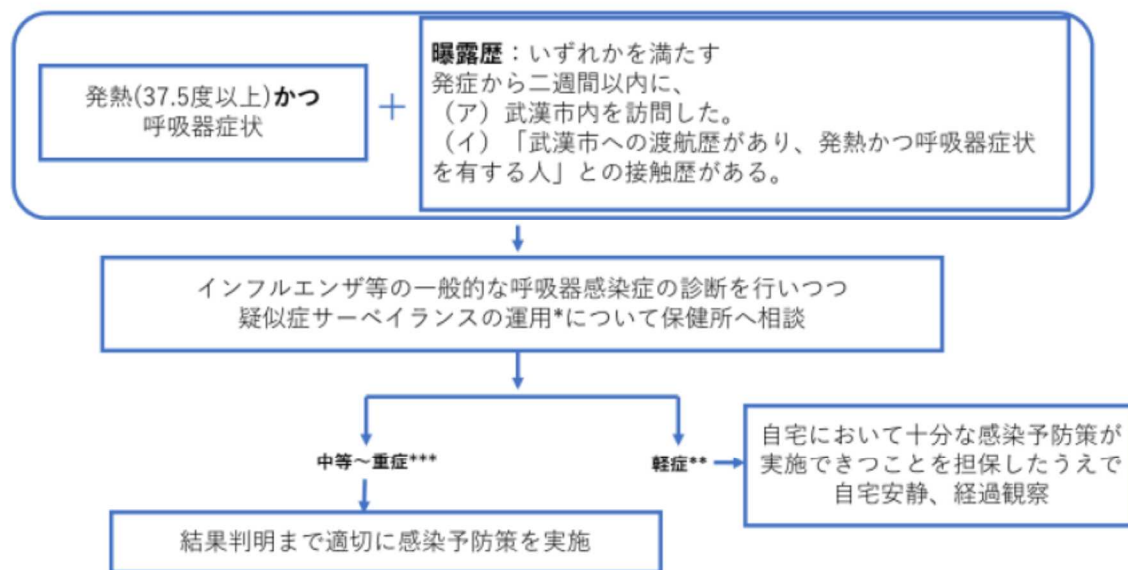 発熱(37.5度以上)かつ
呼吸器症状
+
曝露歴：いずれかを満たす
発症から二週間以内に、
（ア）武漢市内を訪問した。
（イ）「武漢市への渡航歴があり、発熱かつ呼吸器症状
を有する人」との接触歴がある。
インフルエンザ等の一般的な呼吸器感染症の診断を行いつつ
疑似症サーベイランスの運用*について保健所へ相談
中等～重症***
軽症**
自宅において十分な感染予防策が
実施できつことを担保したうえで
自宅安静、経過観察
結果判明まで適切に感染予防策を実施